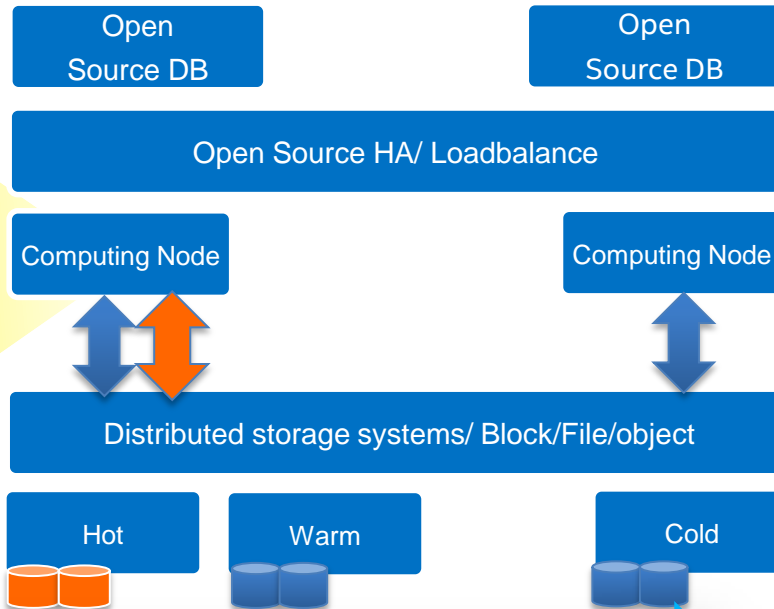 Open
Source DB
Open
Source DB
Open Source HA/ Loadbalance
Computing Node
Computing Node
Distributed storage systems/ Block/File/object
Hot
Warm
Cold